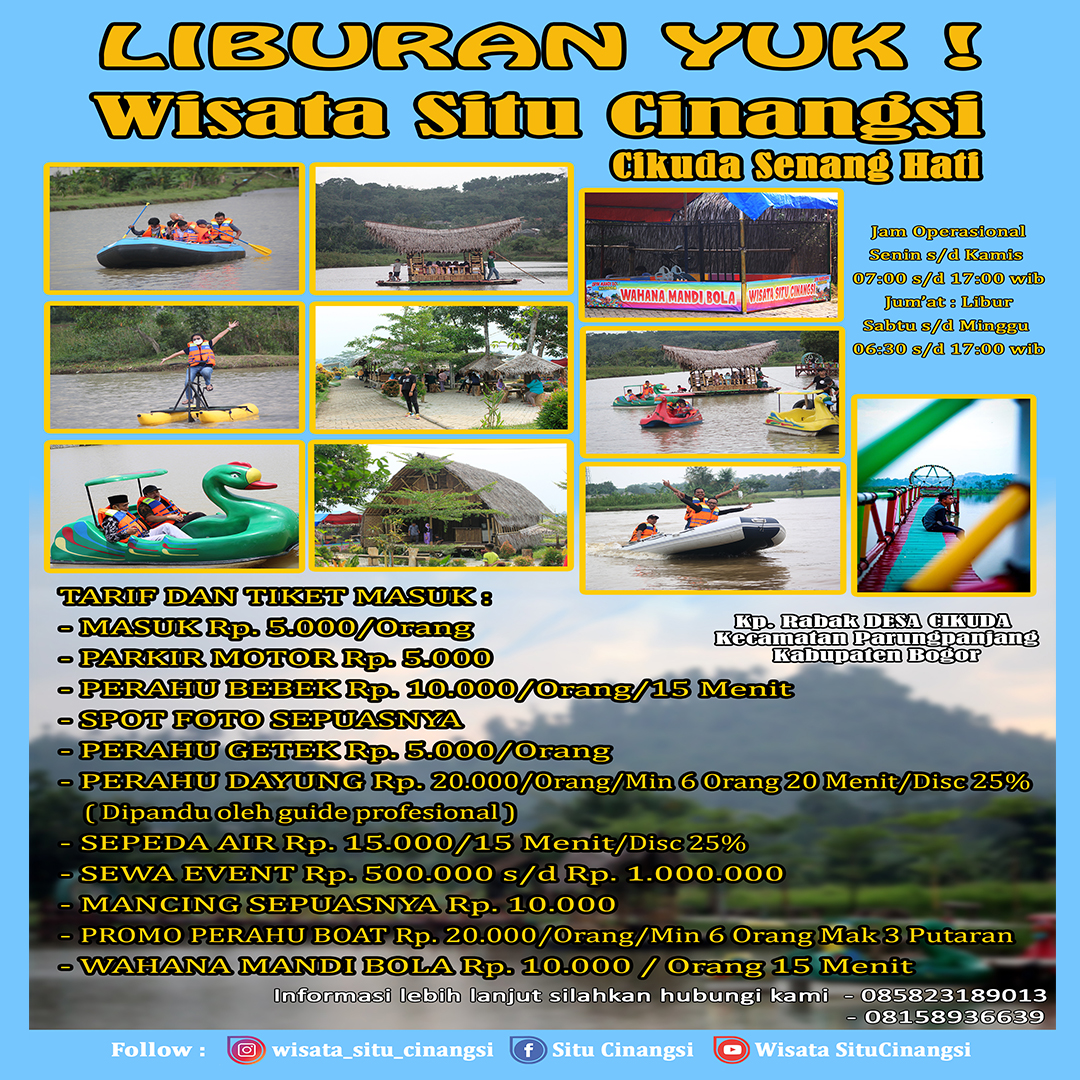 LIBURAN YUK !
Wisata Situ Cinangsi
Cikuda Senang Hati
WAHANA MANDI BOLA
WISATA SITU CINANGSI
Jam Operasional
Senin s/d Kamis
07:00 s/d 17:00 wib
Jum'at : Libur
Sabtu s/d Minggu
06:30 s/d 17:00 wib
TARIF DAN TIKET MASUK :
- MASUK Rp. 5.000/Orang
- PARKIR MOTOR Rp. 5.000
- PERAHU BEBEK Rp. 10.000/Orang/15 Menit
- SPOT FOTO SEPUASNYA
- PERAHU GETEK Rp. 5.000/Orang
- PERAHU DAYUNG Rp. 20.000/Orang/Min 6 Orang 20 Menit/Disc 25%
( Dipandu oleh guide profesional )
- SEPEDA AIR Rp. 15.000/15 Menit/Disc 25%
- SEWA EVENT Rp. 500.000 s/d Rp. 1.000.000
- MANCING SEPUASNYA Rp. 10.000
- PROMO PERAHU BOAT Rp. 20.000/Orang/Min 6 Orang Mak 3 Putaran
- WAHANA MANDI BOLA Rp. 10.000 / Orang 15 Menit
Kp. Rabak DESA CIKUDA
Kecamatan Parungpanjang
Kabupaten Bogor
Informasi lebih lanjut silahkan hubungi kami - 085823189013
- 08158936639
Follow : wisata_situ_cinangsi Situ Cinangsi Wisata SituCinangsi